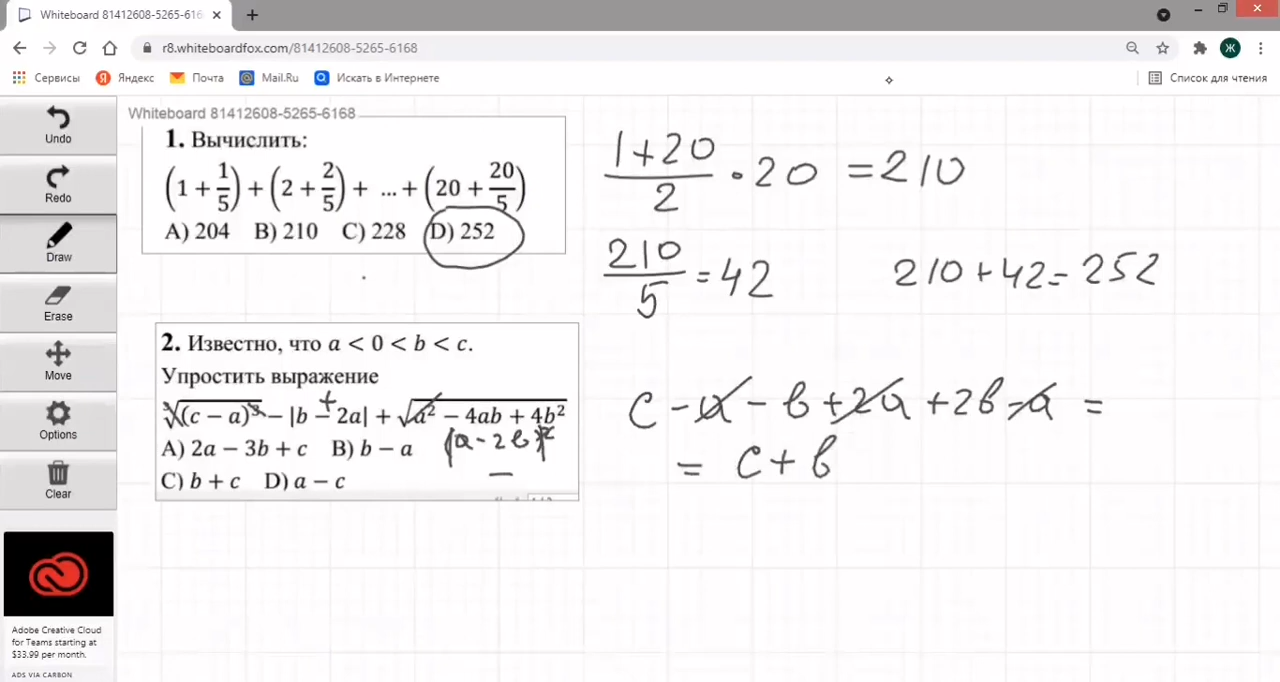 Whiteboard 81412608-5265-616
r8.whiteboardfox.com/81412608-5265-6168
Ж
Сервисы Яндекс Почта Mail.Ru Искать в Интернете Список для чтения
Undo
Redo
Draw
Erase
Move
Options
Clear
Adobe Creative Cloud
for Teams starting at
$33.99 per month.
ADS VIA CARBON
Whiteboard 81412608-5265-6168
1. Вычислить:
(1 + 1/5) + (2 + 2/5) + ... + (20 + 20/5)
A) 204 B) 210 C) 228 D) 252
1+20/2 · 20 = 210
210/5 = 42 210+42=252
2. Известно, что a < 0 < b < c.
Упростить выражение
∛(c − a)³ − |b − 2a| + √a² − 4ab + 4b²
+
A) 2a − 3b + c B) b − a
(a - 2b)²
C) b + c D) a − c
−
c - a - b + 2a + 2b - a =
= c + b